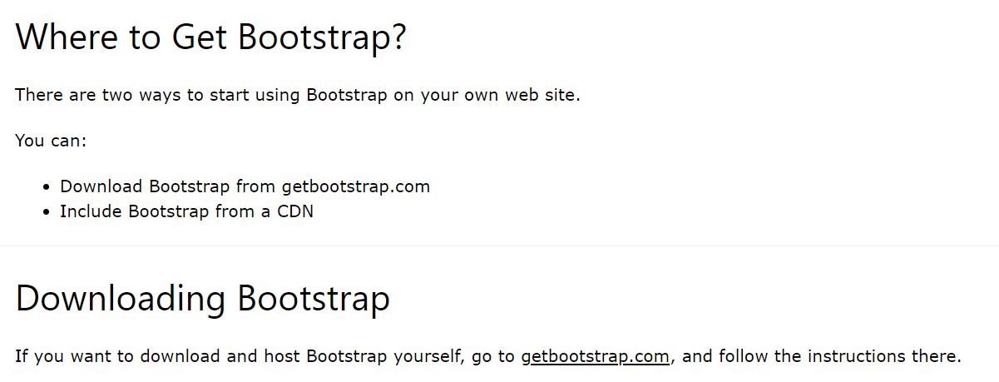 Where to Get Bootstrap?
There are two ways to start using Bootstrap on your own web site.
You can:
• Download Bootstrap from getbootstrap.com
• Include Bootstrap from a CDN
Downloading Bootstrap
If you want to download and host Bootstrap yourself, go to getbootstrap.com, and follow the instructions there.